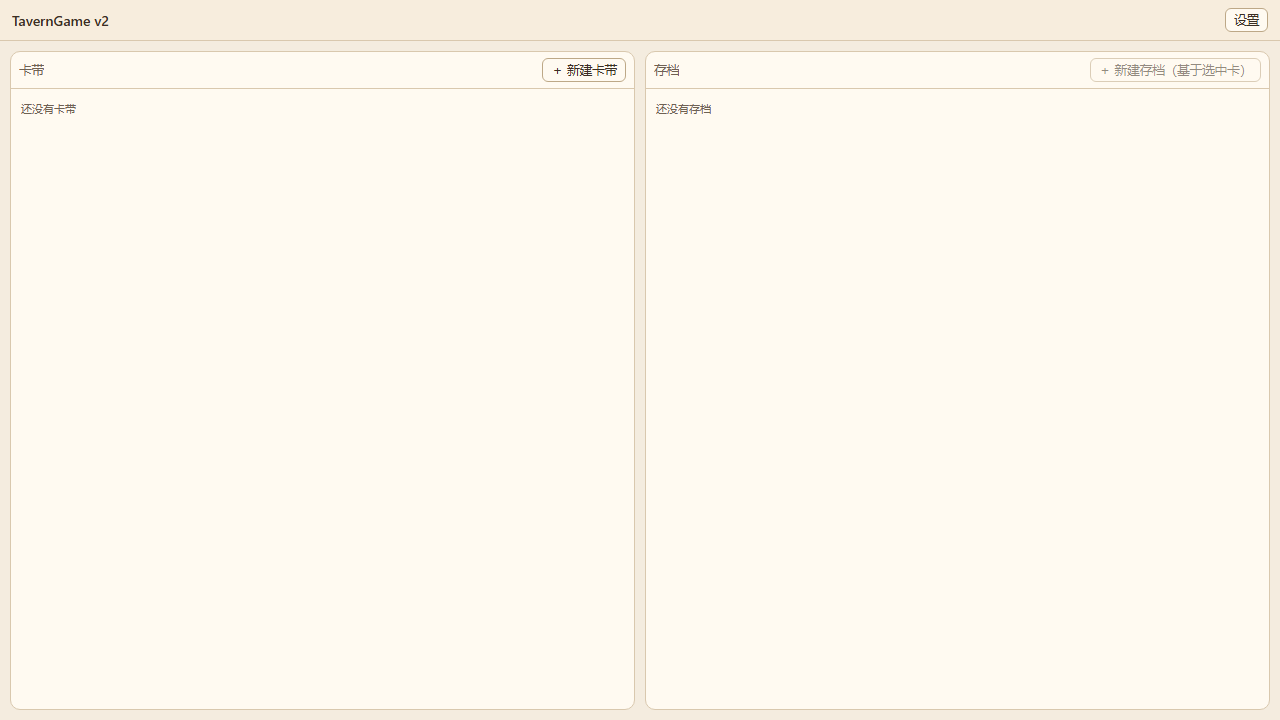 TavernGame v2
设置
卡带
+ 新建卡带
存档
+ 新建存档（基于选中卡）
还没有卡带
还没有存档